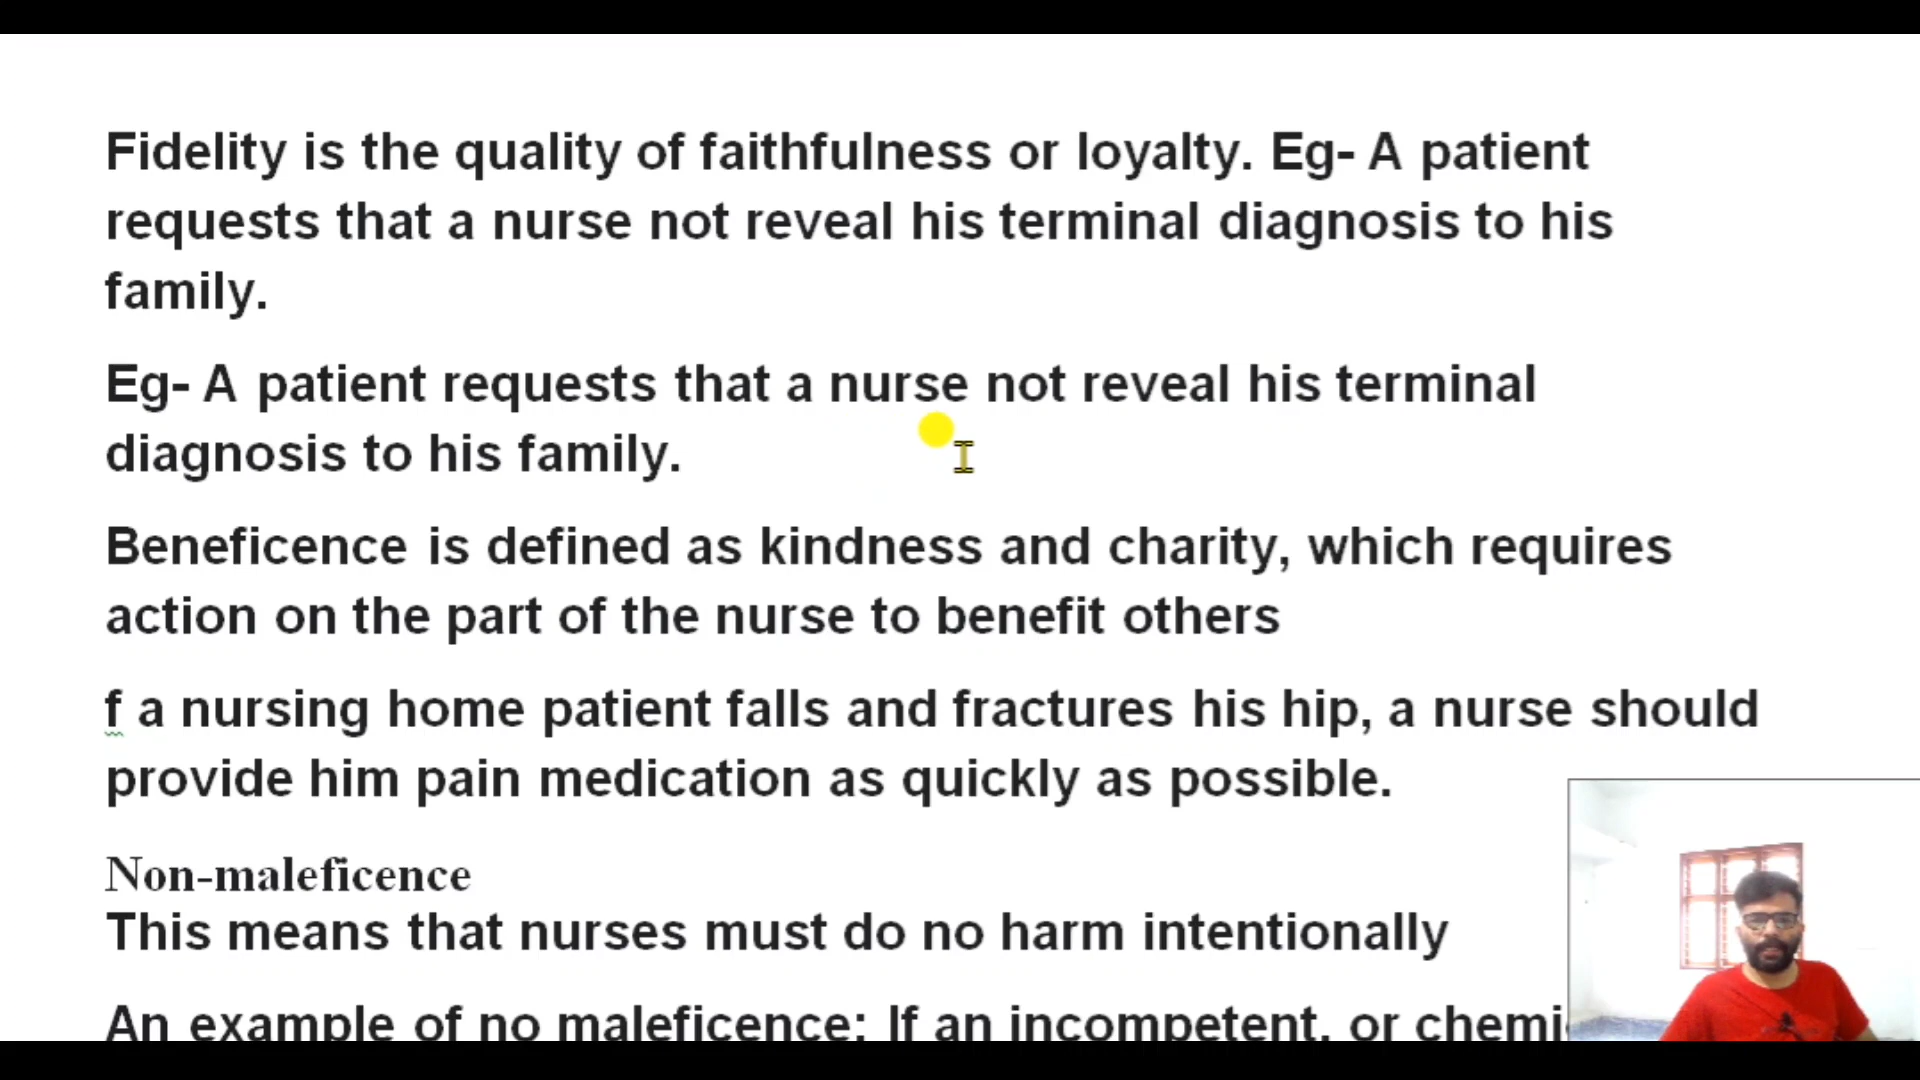 Fidelity is the quality of faithfulness or loyalty. Eg- A patient
requests that a nurse not reveal his terminal diagnosis to his
family.
Eg- A patient requests that a nurse not reveal his terminal
diagnosis to his family.
Beneficence is defined as kindness and charity, which requires
action on the part of the nurse to benefit others
f a nursing home patient falls and fractures his hip, a nurse should
provide him pain medication as quickly as possible.
Non-maleficence
This means that nurses must do no harm intentionally
An example of no maleficence: If an incompetent, or